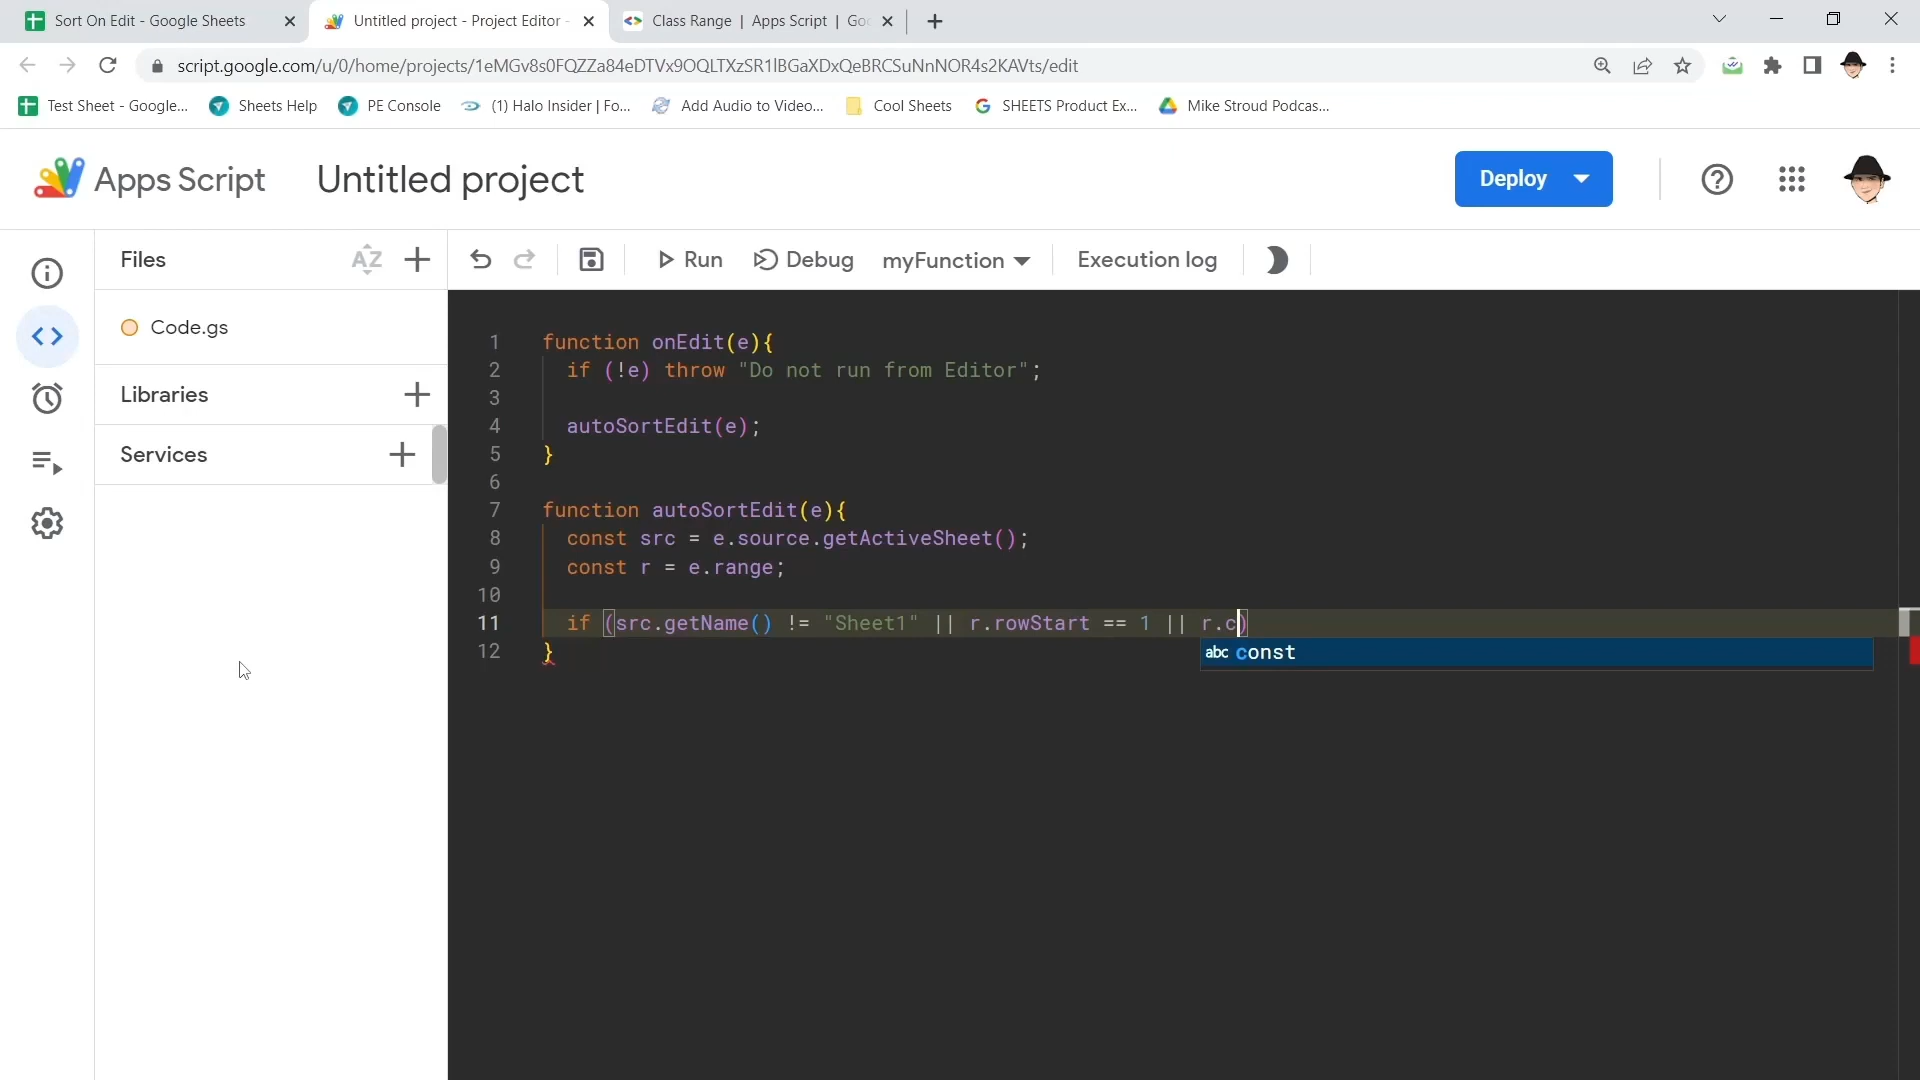 Sort On Edit - Google Sheets
Untitled project - Project Editor -
Class Range | Apps Script | Goo
script.google.com/u/0/home/projects/1eMGv8s0FQZZa84eDTVx9OQLTXzSR1lBGaXDxQeBRCSuNnNOR4s2KAVts/edit
Test Sheet - Google...
Sheets Help
PE Console
(1) Halo Insider | Fo...
Add Audio to Video...
Cool Sheets
SHEETS Product Ex...
Mike Stroud Podcas...
Apps Script
Untitled project
Deploy
Files
AZ
Run
Debug
myFunction
Execution log
Code.gs
Libraries
Services
1 function onEdit(e){
2 if (!e) throw "Do not run from Editor";
3
4 autoSortEdit(e);
5 }
6
7 function autoSortEdit(e){
8 const src = e.source.getActiveSheet();
9 const r = e.range;
10
11 if (src.getName() != "Sheet1" || r.rowStart == 1 || r.c)
abc const
12 }